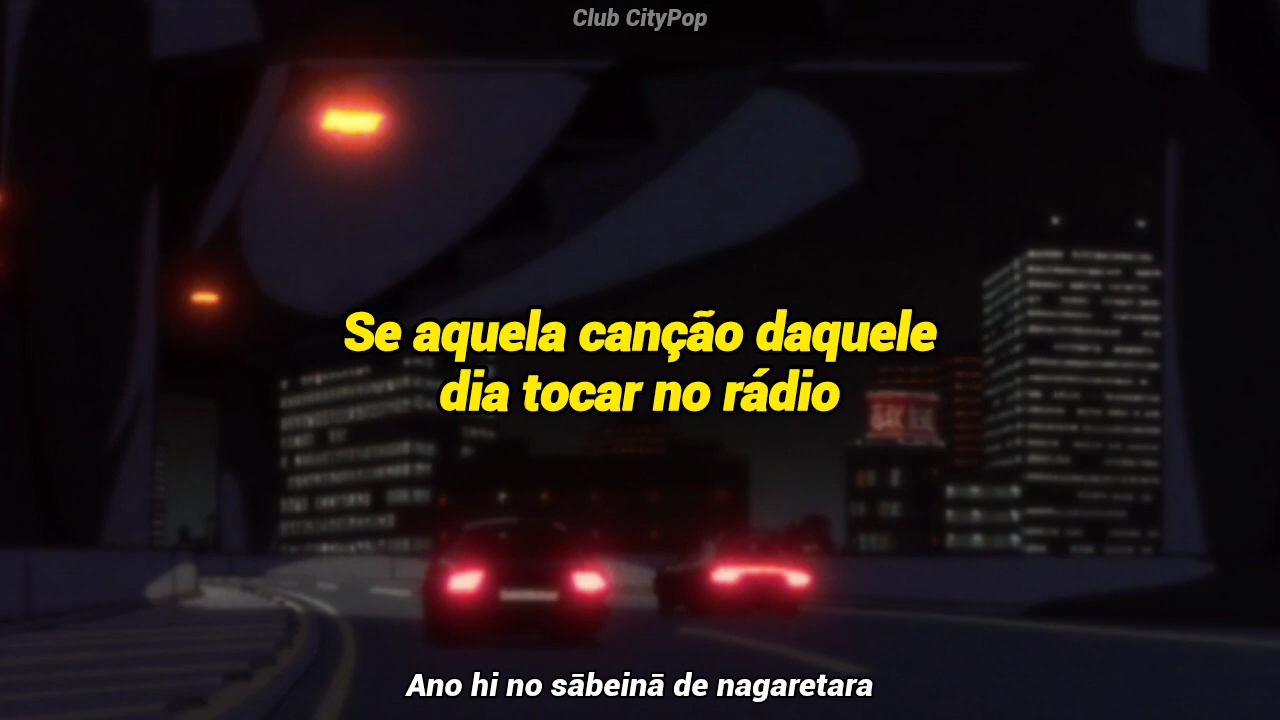 Club CityPop
Se aquela canção daquele
dia tocar no rádio
Ano hi no sābeinā de nagaretara